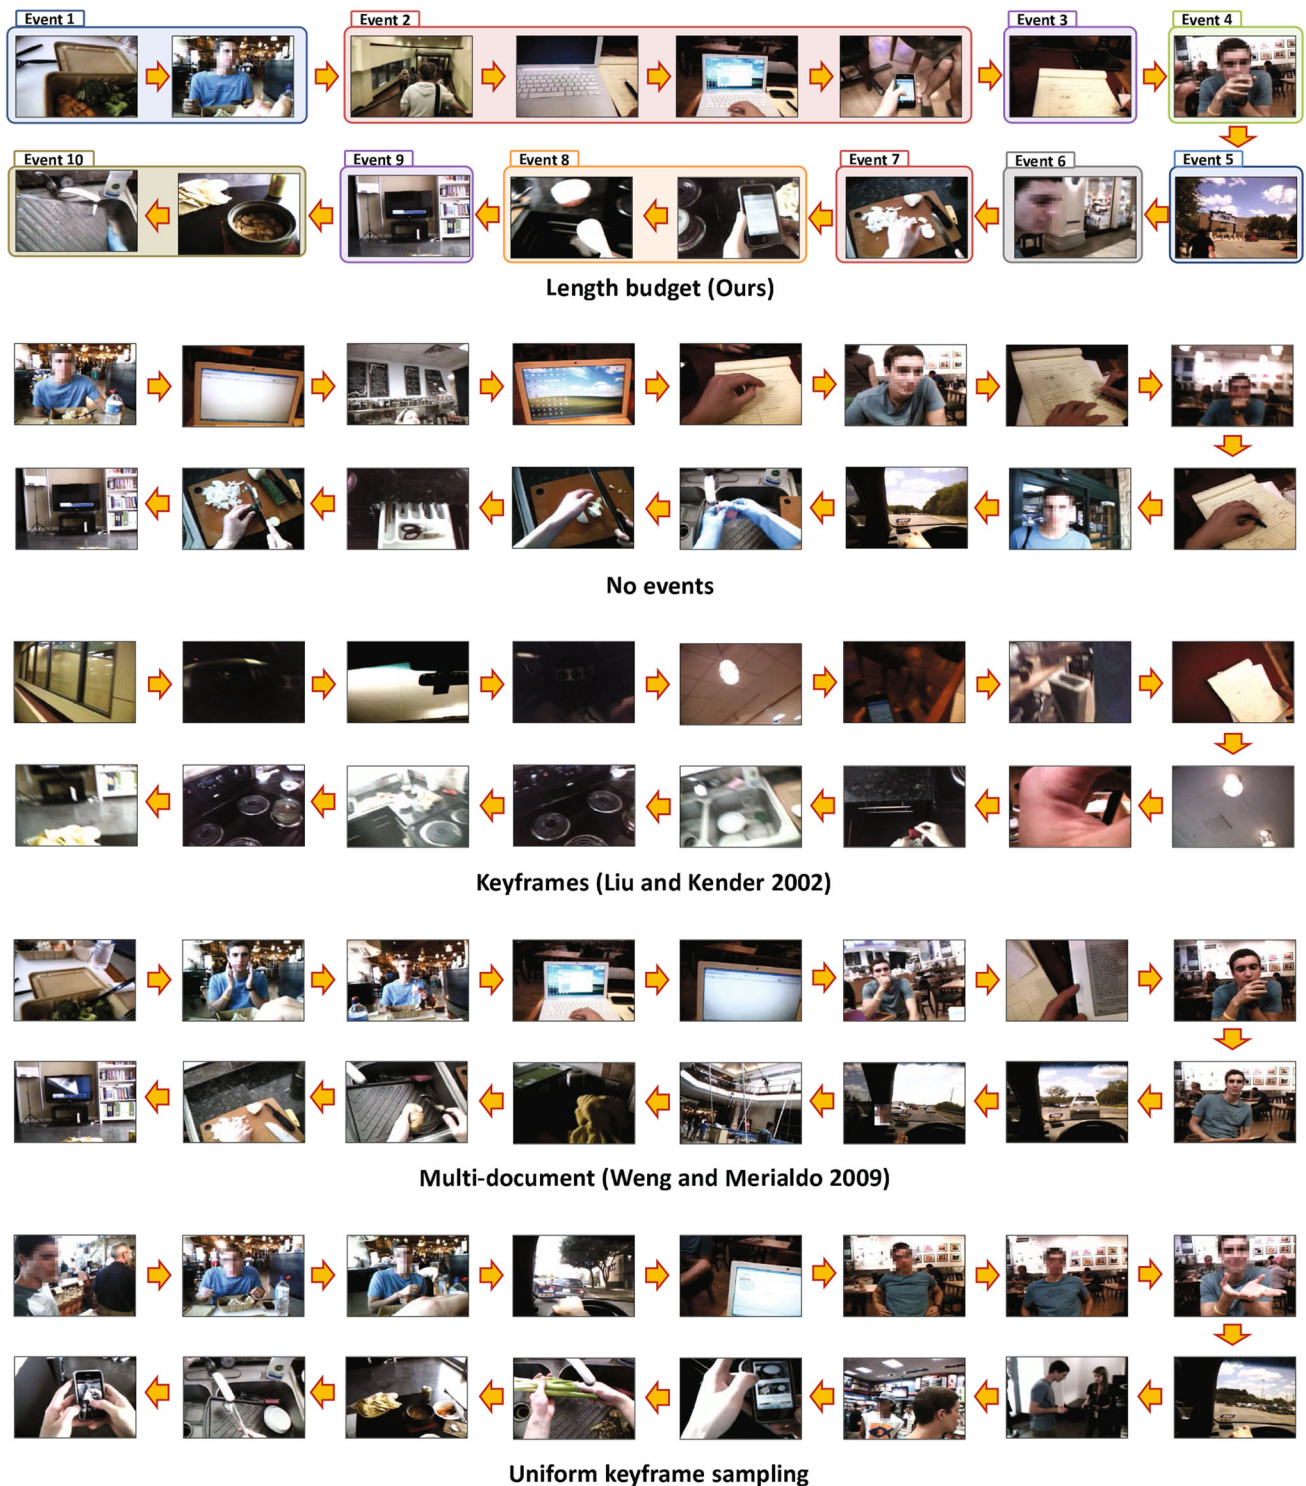 Event 1
Event 2
Event 3
Event 4
Event 10
Event 9
Event 8
Event 7
Event 6
Event 5
Length budget (Ours)
No events
Keyframes (Liu and Kender 2002)
Multi-document (Weng and Merialdo 2009)
Uniform keyframe sampling